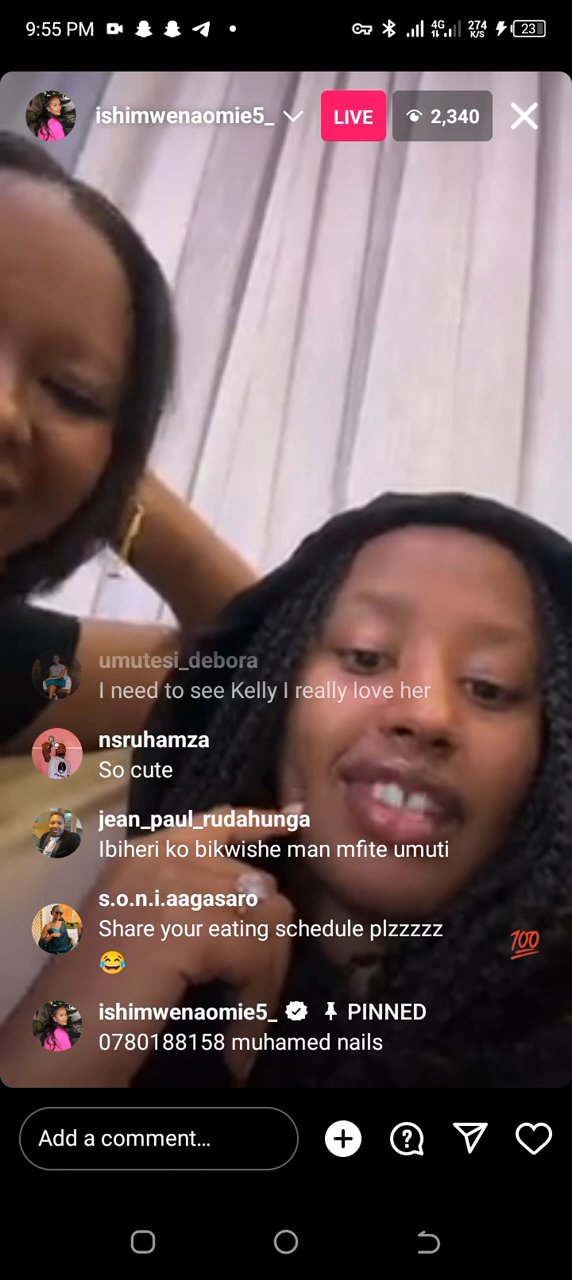 9:55 PM 4G 274 K/S 23
ishimwenaomie5_ LIVE 2,340
umutesi_debora
I need to see Kelly I really love her
nsruhamza
So cute
jean_paul_rudahunga
Ibiheri ko bikwishe man mfite umuti
s.o.n.i.aagasaro
Share your eating schedule plzzzzz
😂
💯
ishimwenaomie5_ PINNED
0780188158 muhamed nails
Add a comment...